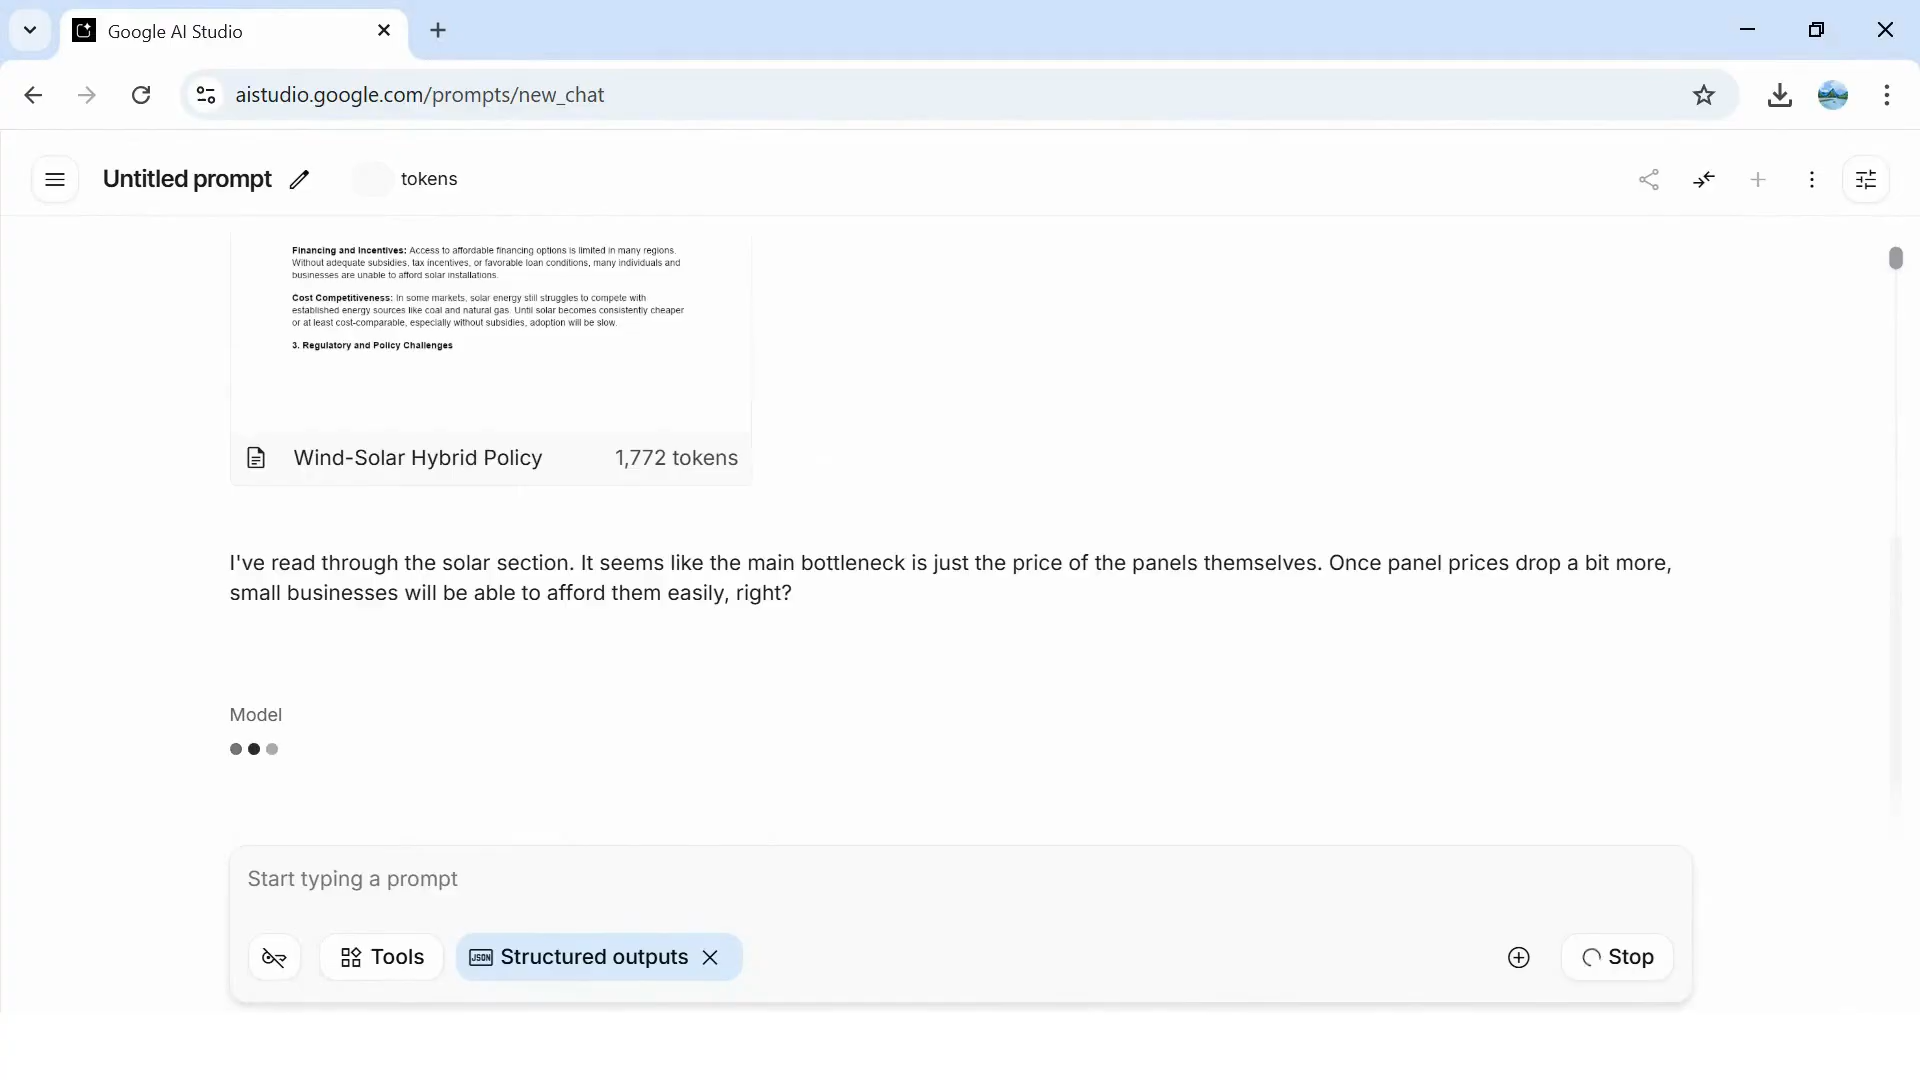 Google AI Studio
aistudio.google.com/prompts/new_chat
Untitled prompt
tokens
Financing and Incentives: Access to affordable financing options is limited in many regions.
Without adequate subsidies, tax incentives, or favorable loan conditions, many individuals and
businesses are unable to afford solar installations.
Cost Competitiveness: In some markets, solar energy still struggles to compete with
established energy sources like coal and natural gas. Until solar becomes consistently cheaper
or at least cost-comparable, especially without subsidies, adoption will be slow.
3. Regulatory and Policy Challenges
Wind-Solar Hybrid Policy 1,772 tokens
I've read through the solar section. It seems like the main bottleneck is just the price of the panels themselves. Once panel prices drop a bit more,
small businesses will be able to afford them easily, right?
Model
Start typing a prompt
Tools
JSON Structured outputs
Stop